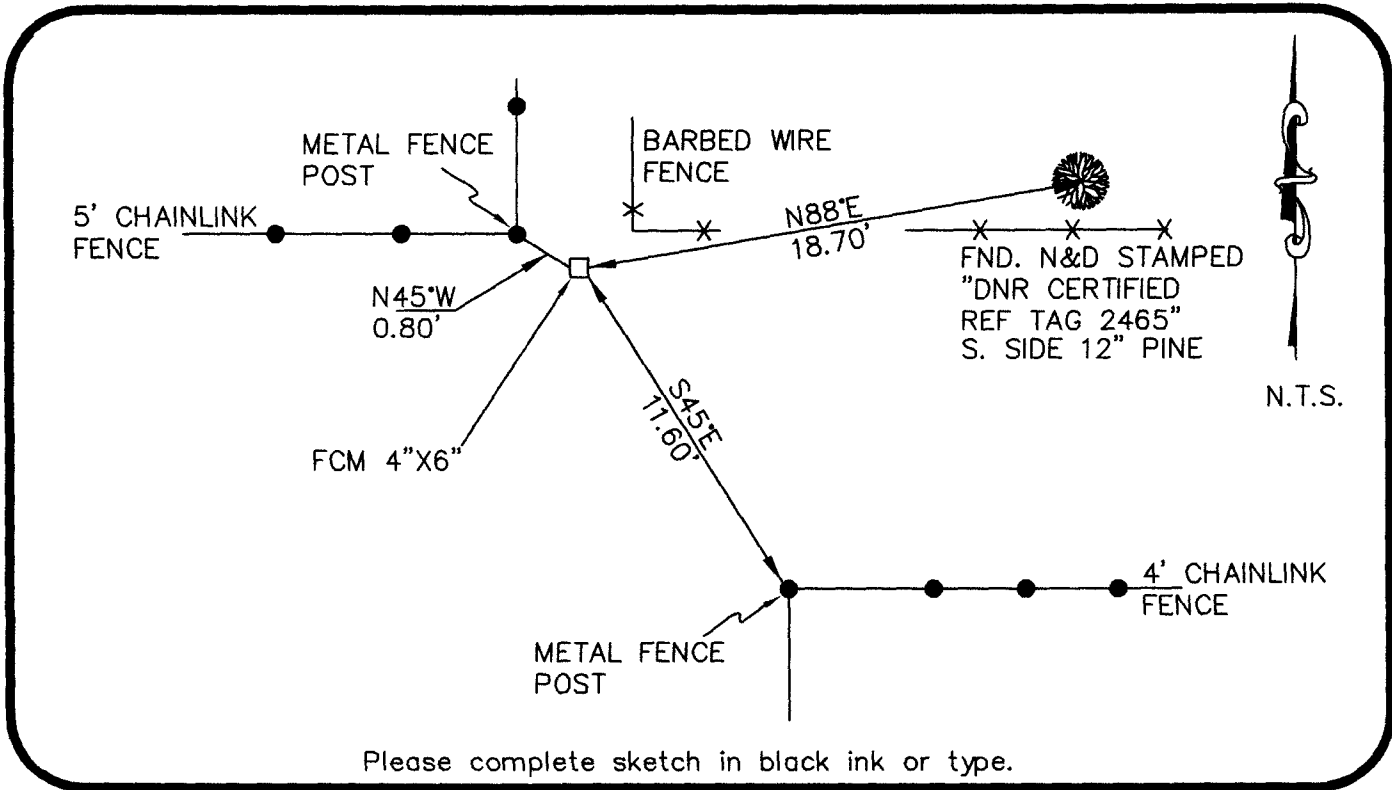 METAL FENCE
POST
BARBED WIRE
FENCE
5' CHAINLINK
FENCE
N88°E
18.70'
FND. N&D STAMPED
"DNR CERTIFIED
REF TAG 2465"
S. SIDE 12" PINE
N45°W
0.80'
N.T.S.
S45°E
11.60'
FCM 4"X6"
4' CHAINLINK
FENCE
METAL FENCE
POST
Please complete sketch in black ink or type.